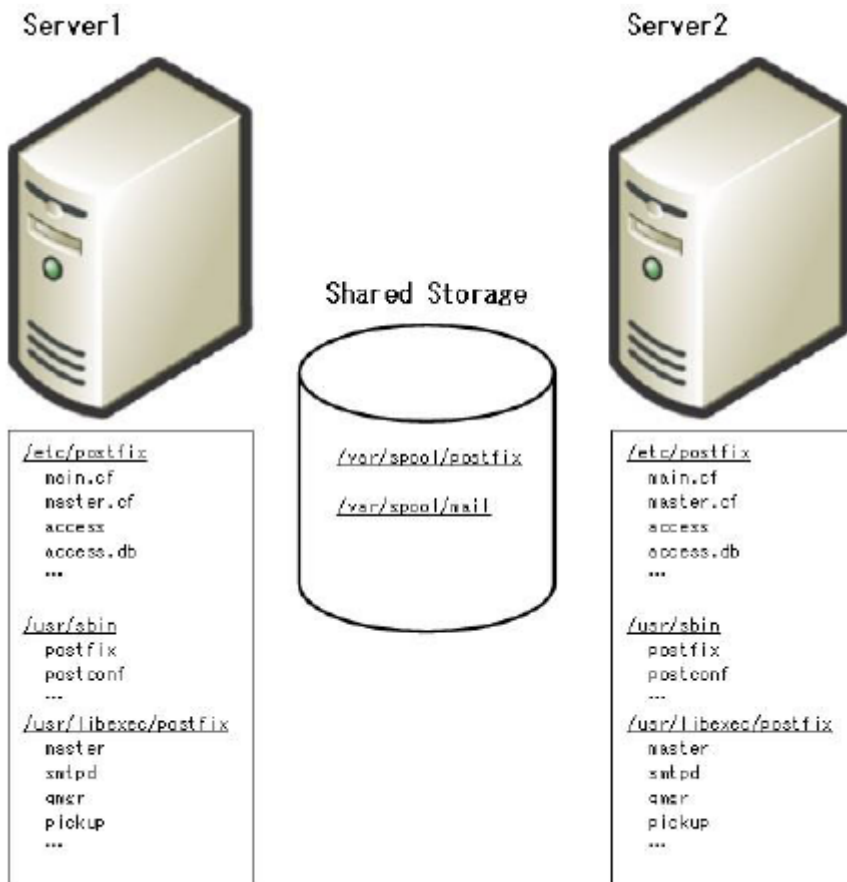 Server1
/etc/postfix
main.cf
master.cf
access
access.db
...
/usr/sbin
postfix
postconf
...
/usr/libexec/postfix
master
smtpd
qmgr
pickup
...
Shared Storage
/var/spool/postfix
/var/spool/mail
Server2
/etc/postfix
main.cf
master.cf
access
access.db
...
/usr/sbin
postfix
postconf
...
/usr/libexec/postfix
master
smtpd
qmgr
pickup
...